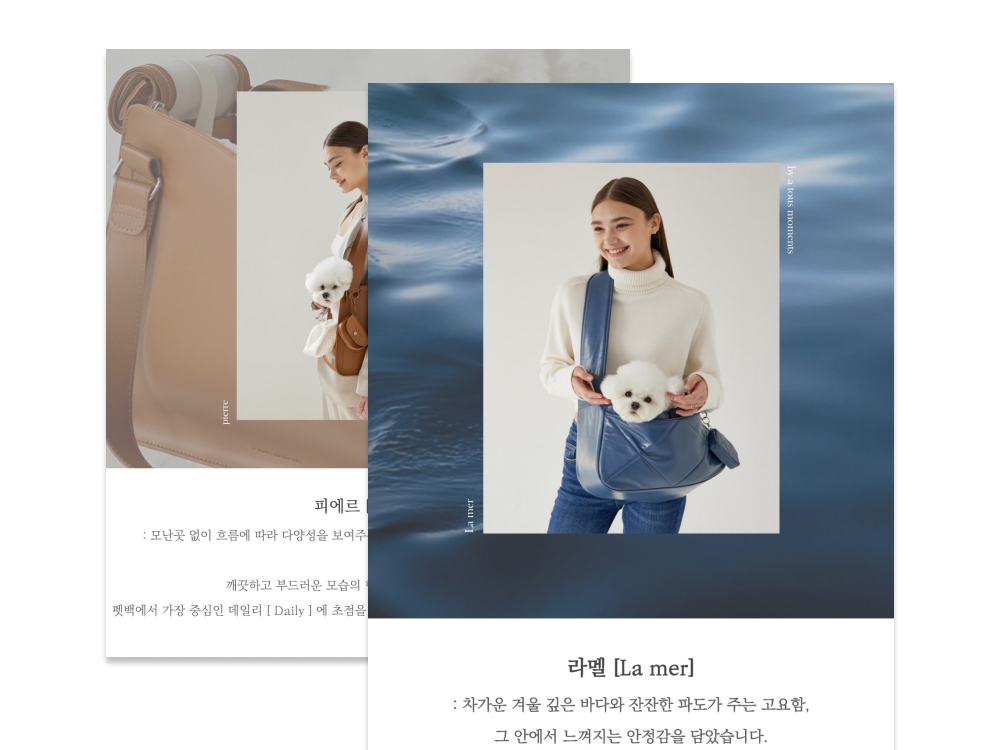 pierre
피에르 [
: 모난곳 없이 흐름에 따라 다양성을 보여주
깨끗하고 부드러운 모습의
펫백에서 가장 중심인 데일리 [ Daily ] 에 초점을
by a tous moments
La mer
라멜 [La mer]
: 차가운 겨울 깊은 바다와 잔잔한 파도가 주는 고요함,
그 안에서 느껴지는 안정감을 담았습니다.